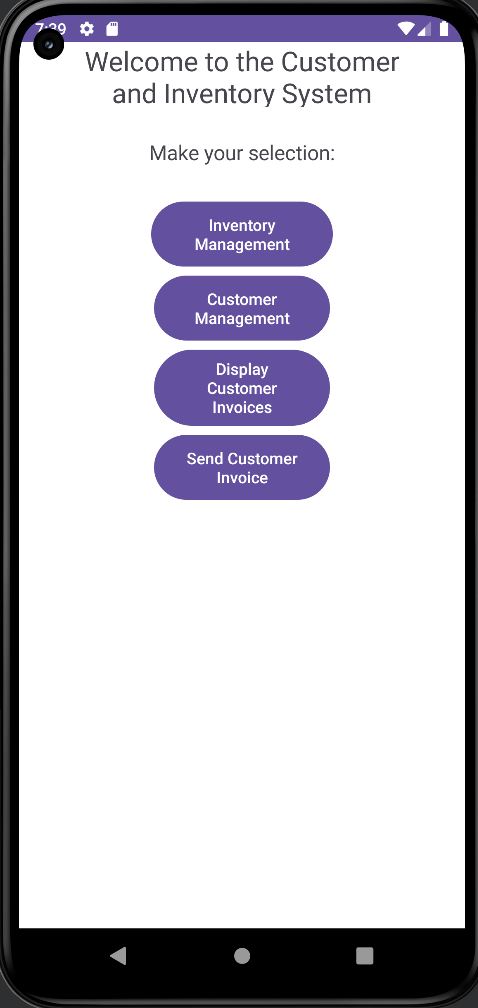 7:39
Welcome to the Customer
and Inventory System
Make your selection:
Inventory
Management
Customer
Management
Display
Customer
Invoices
Send Customer
Invoice